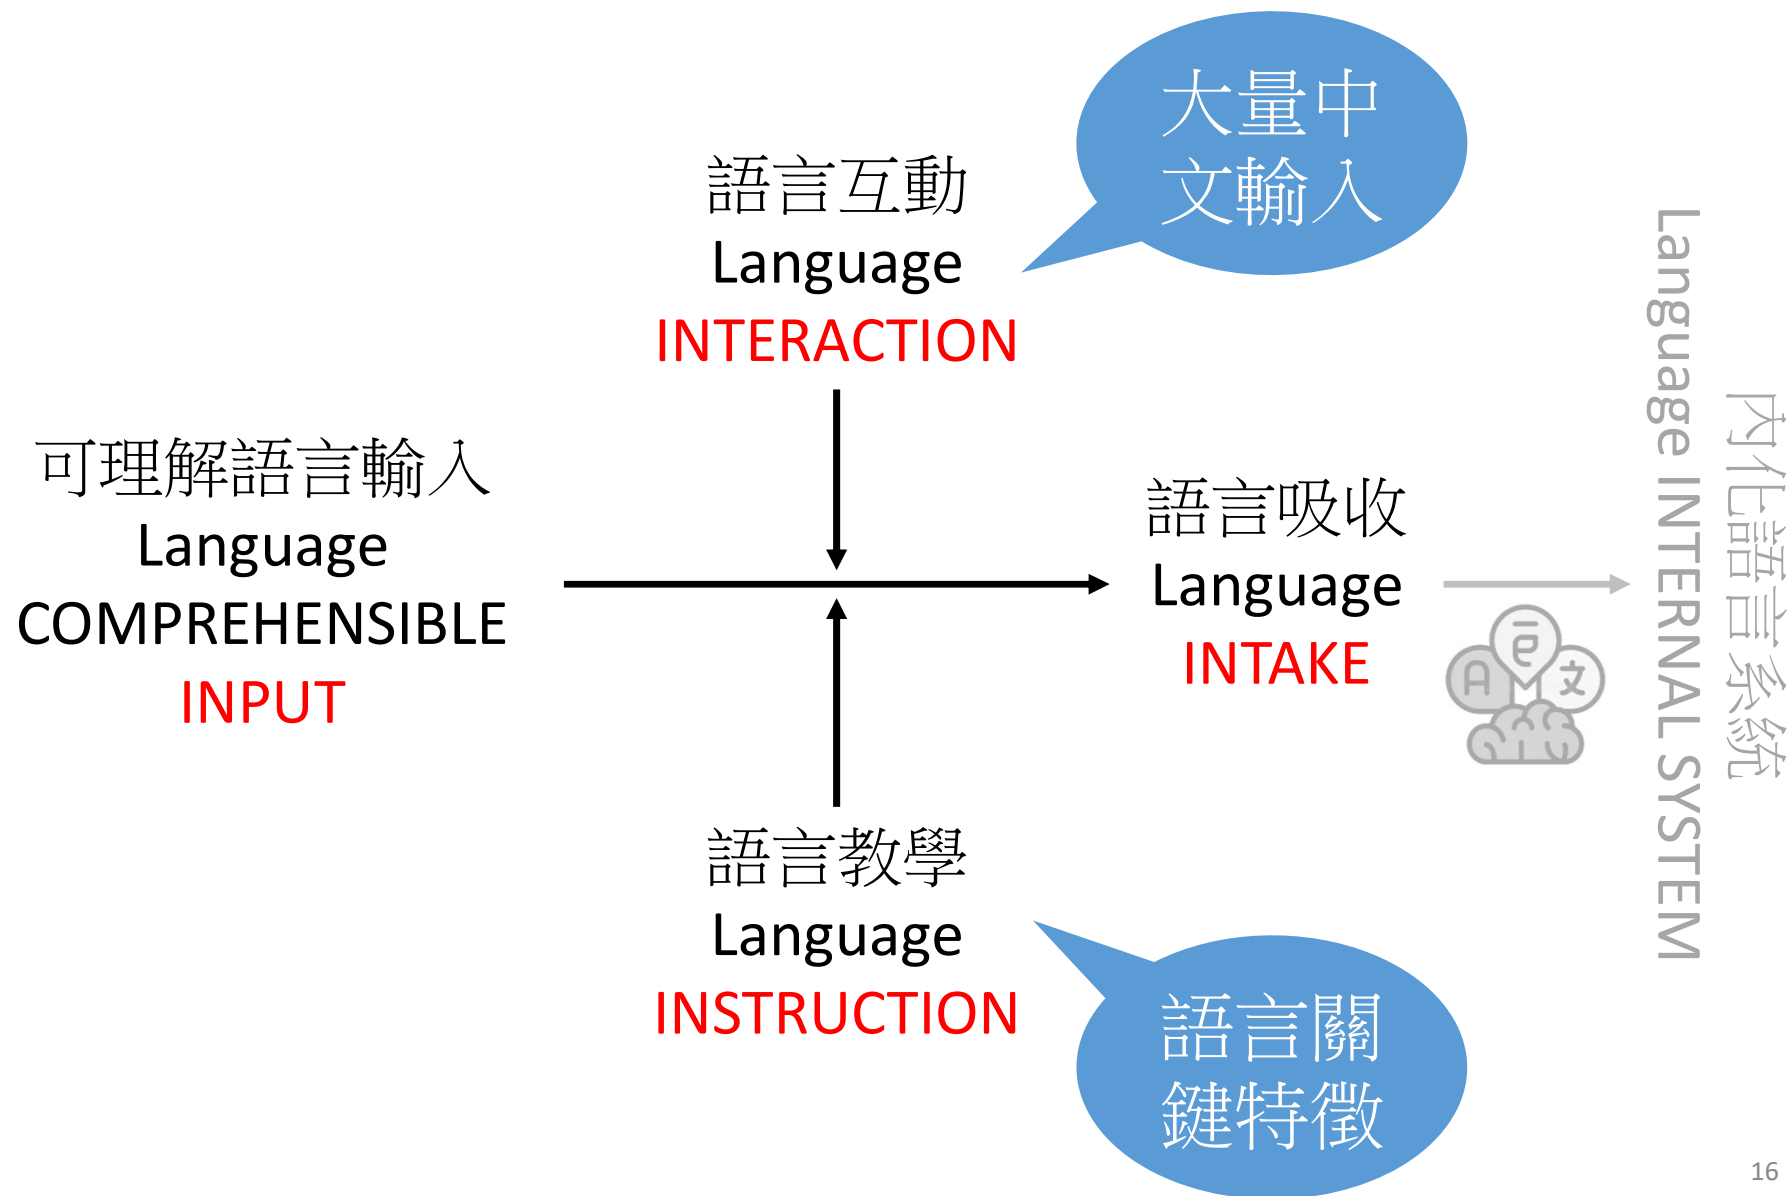 大量中
文輸入
語言互動
Language
INTERACTION
可理解語言輸入
Language
COMPREHENSIBLE
INPUT
語言吸收
Language
INTAKE
A
文
內化語言系統
Language INTERNAL SYSTEM
語言教學
Language
INSTRUCTION
語言關
鍵特徵
16